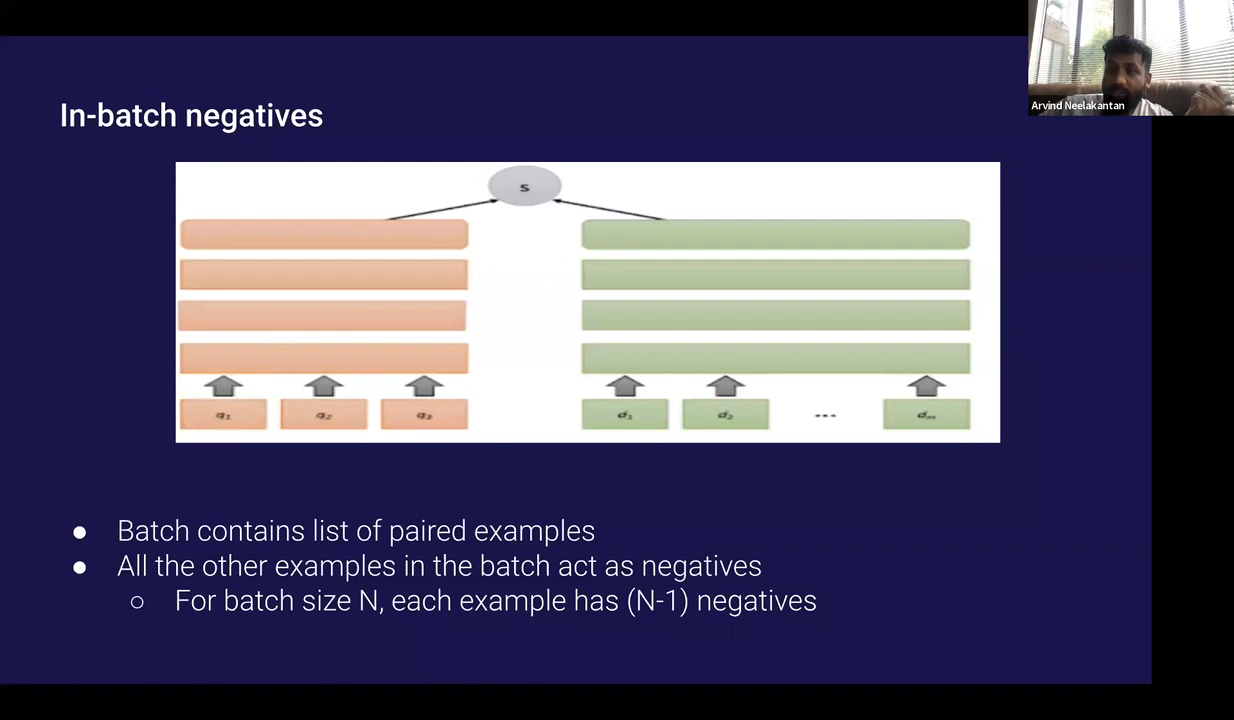 Arvind Neelakantan
In-batch negatives
s
q₁ q₂ q₃ d₁ d₂ ... dₘ
● Batch contains list of paired examples
● All the other examples in the batch act as negatives
○ For batch size N, each example has (N-1) negatives